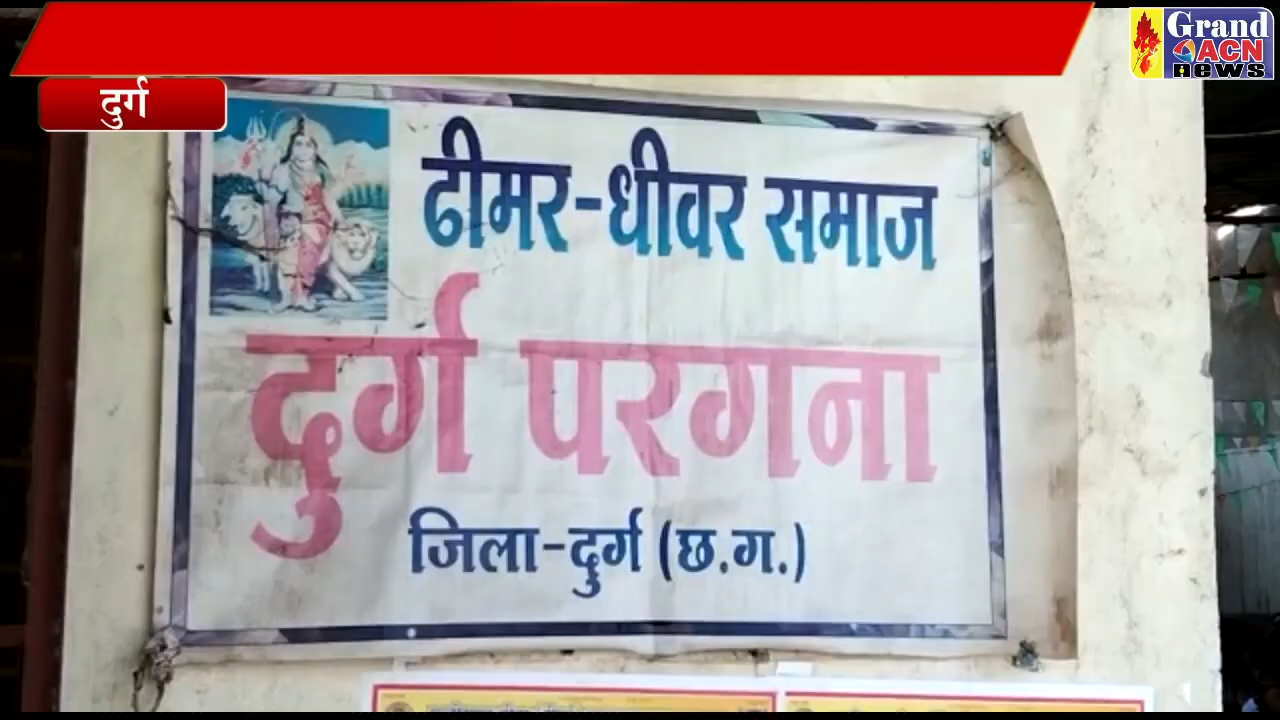 Grand
ACN
news
दुर्ग
ढीमर-धीवर समाज
दुर्ग परगना
जिला-दुर्ग (छ.ग.)